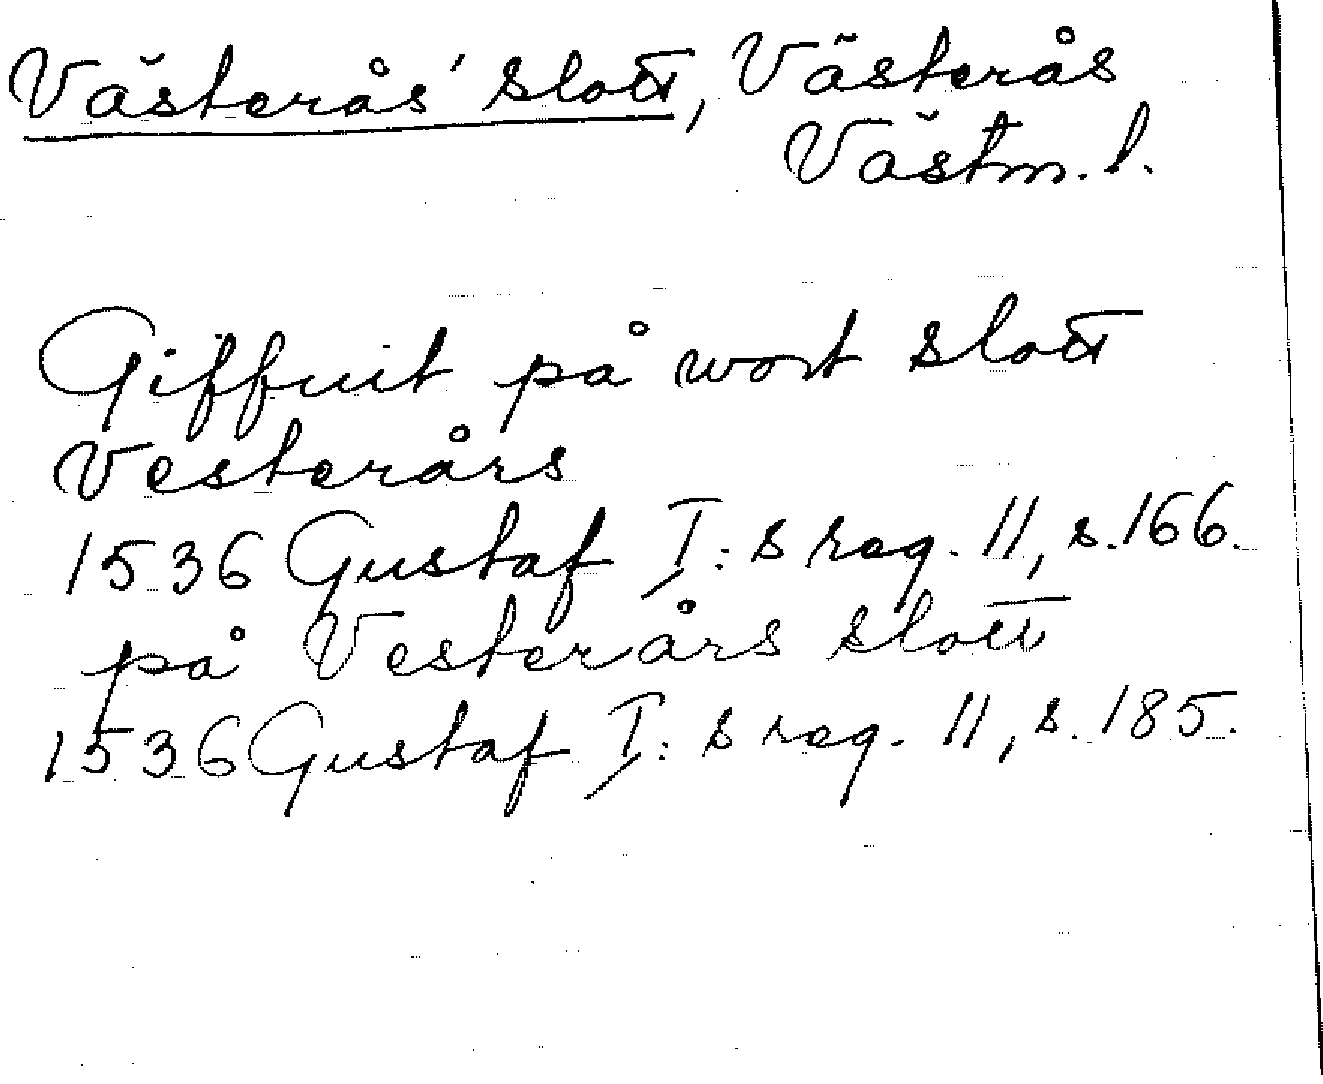 Västerås' slott, Västerås
Västm. l.
Giffuit på wort slott
Vesterårs
1536 Gustaf I:s reg. 11, s. 166.
på Vesterårs slott
1536 Gustaf I:s reg. 11, s. 185.